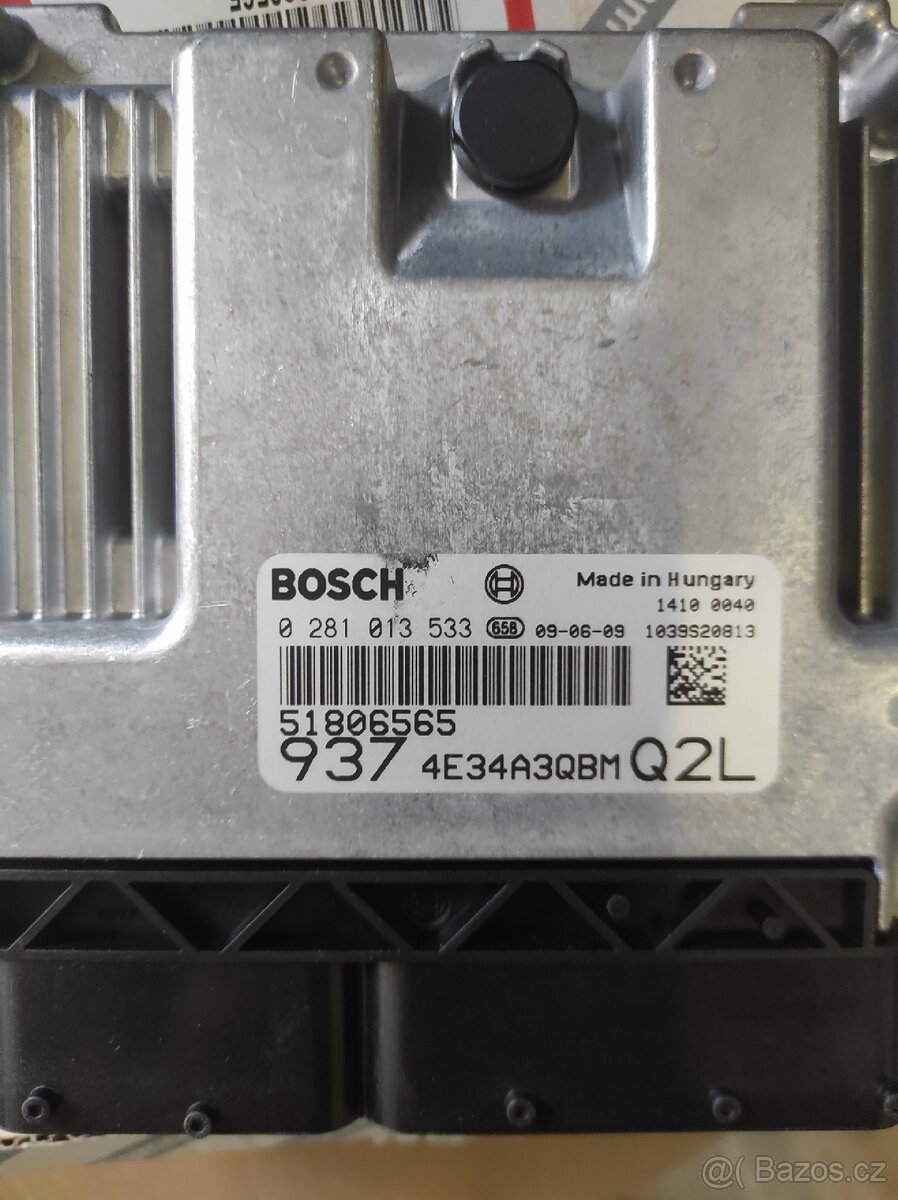 BOSCH Made in Hungary
1410 0040
0 281 013 533 658 09-06-09 1039S20813
51806565
937 4E34A3QBM Q2L
@( Bazos.cz